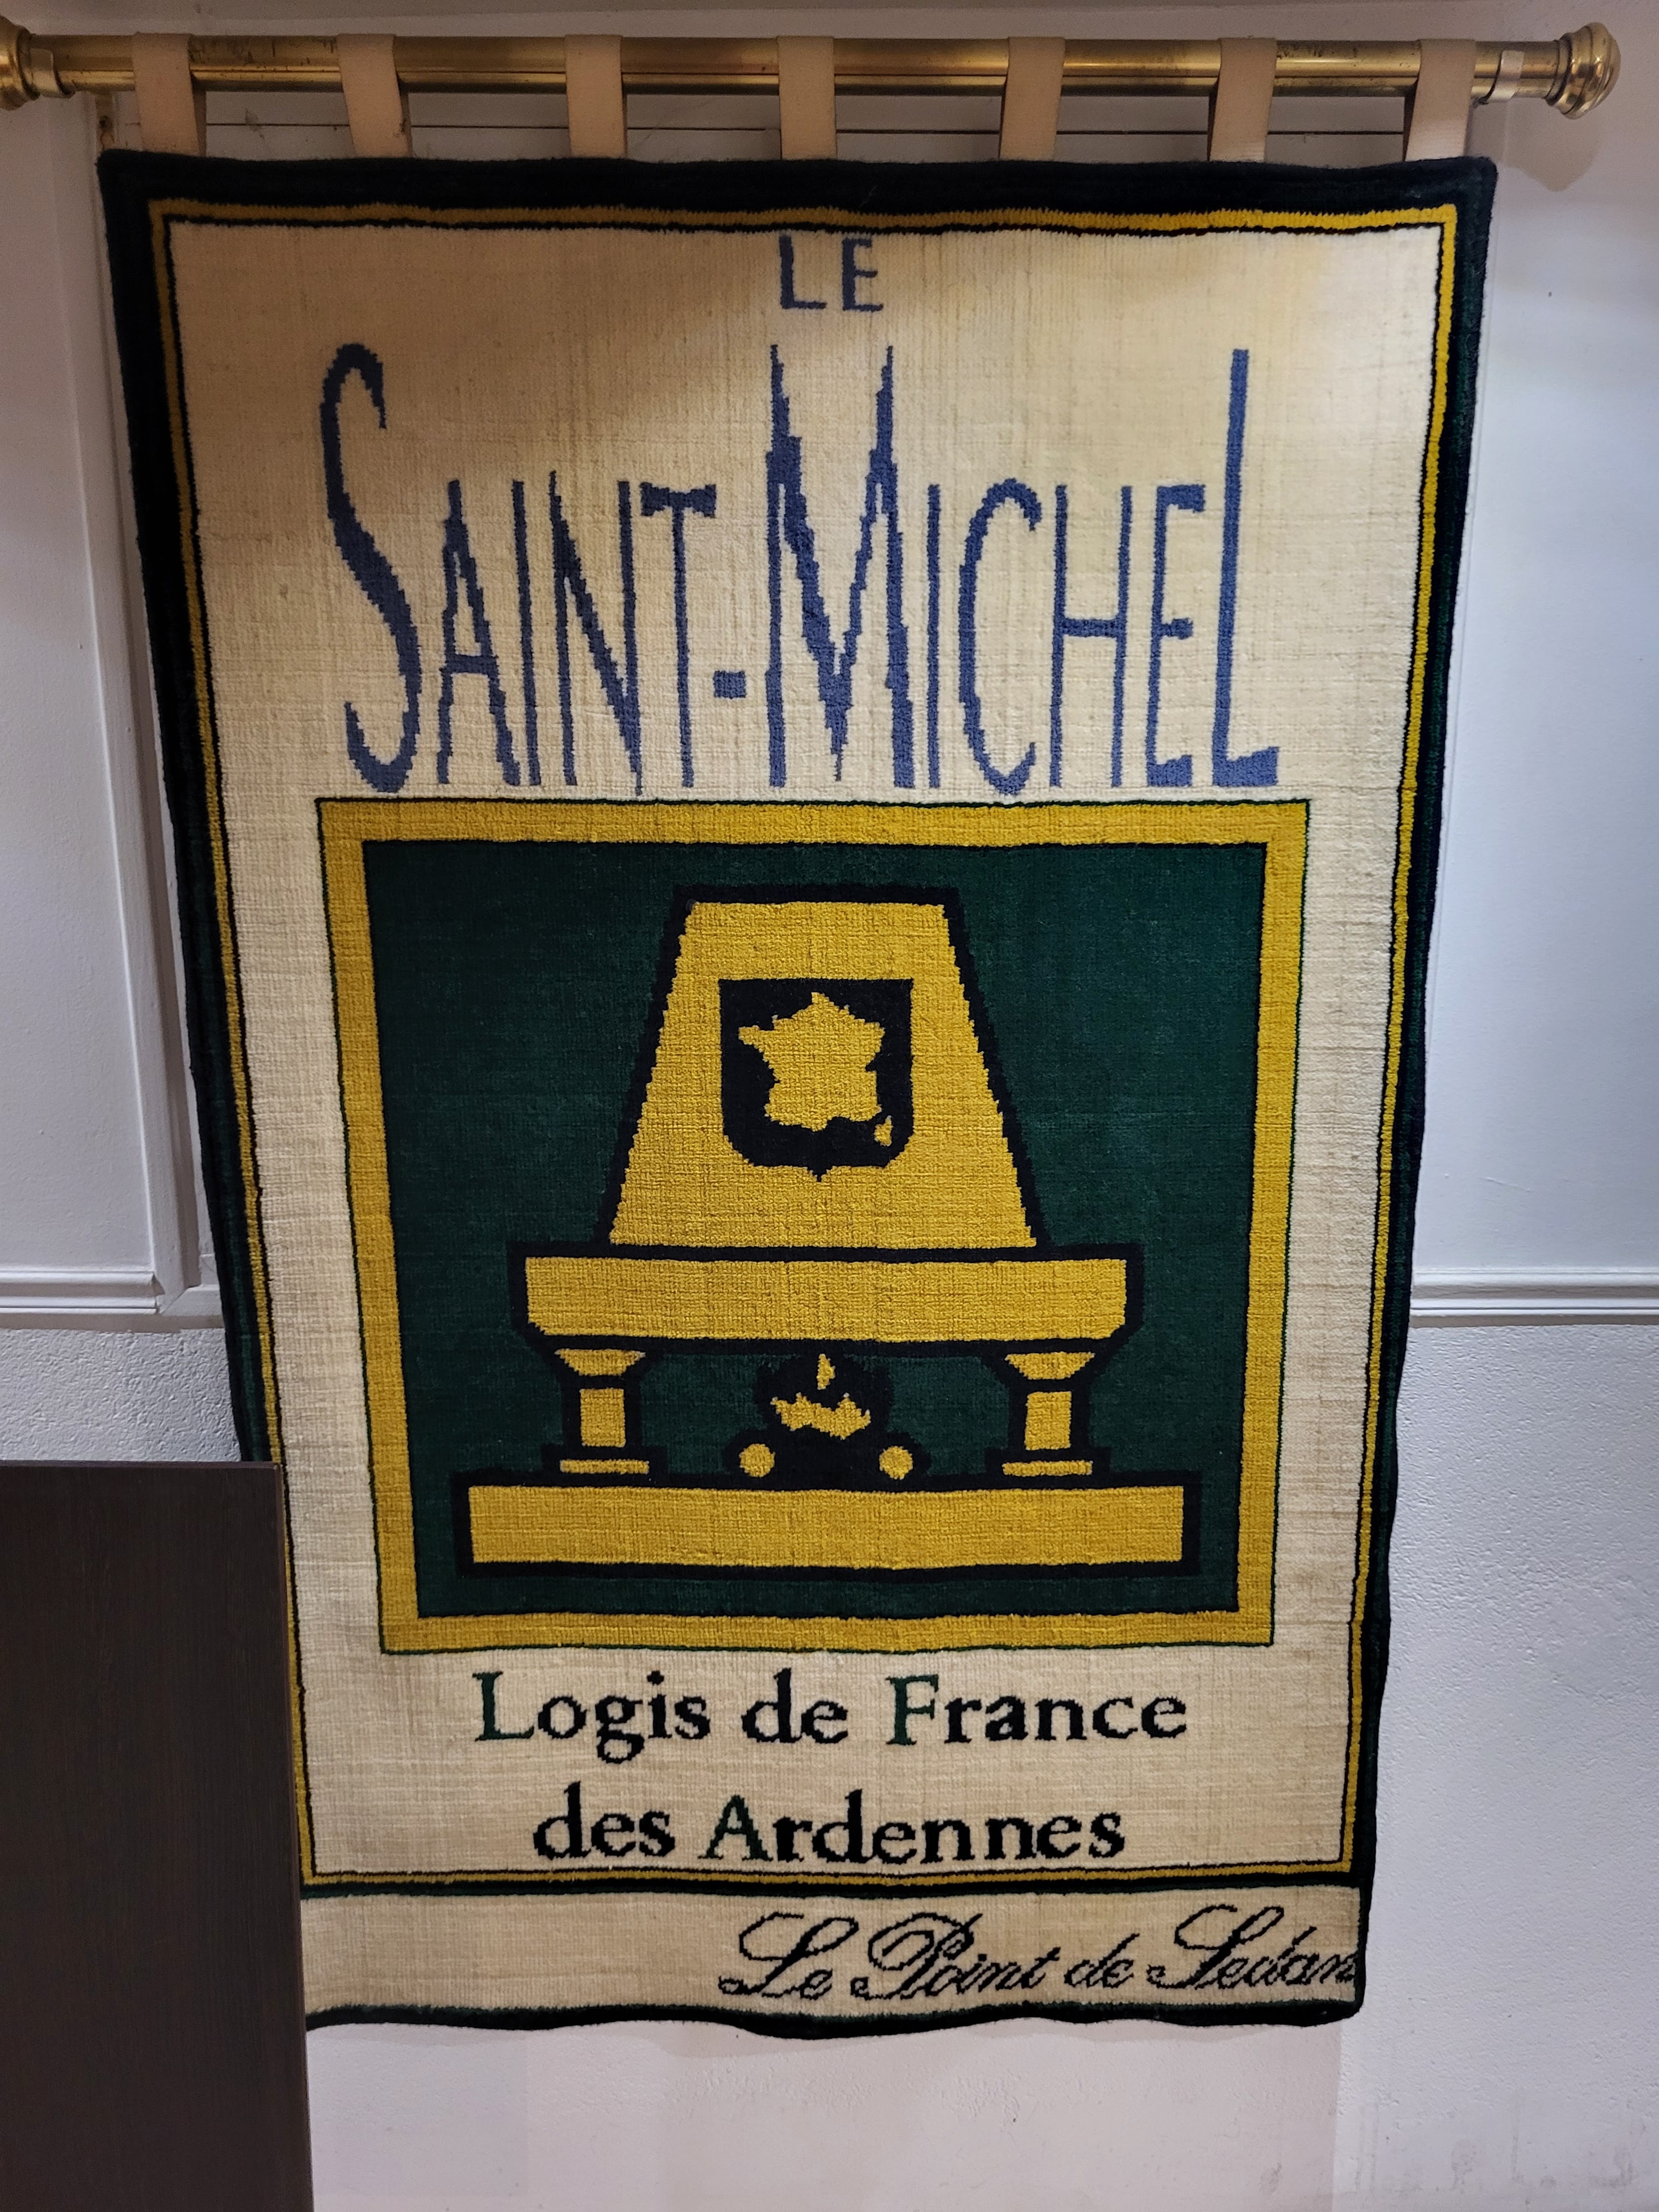 LE
SAINT-MICHEL
Logis de France
des Ardennes
Le Point de Sedan